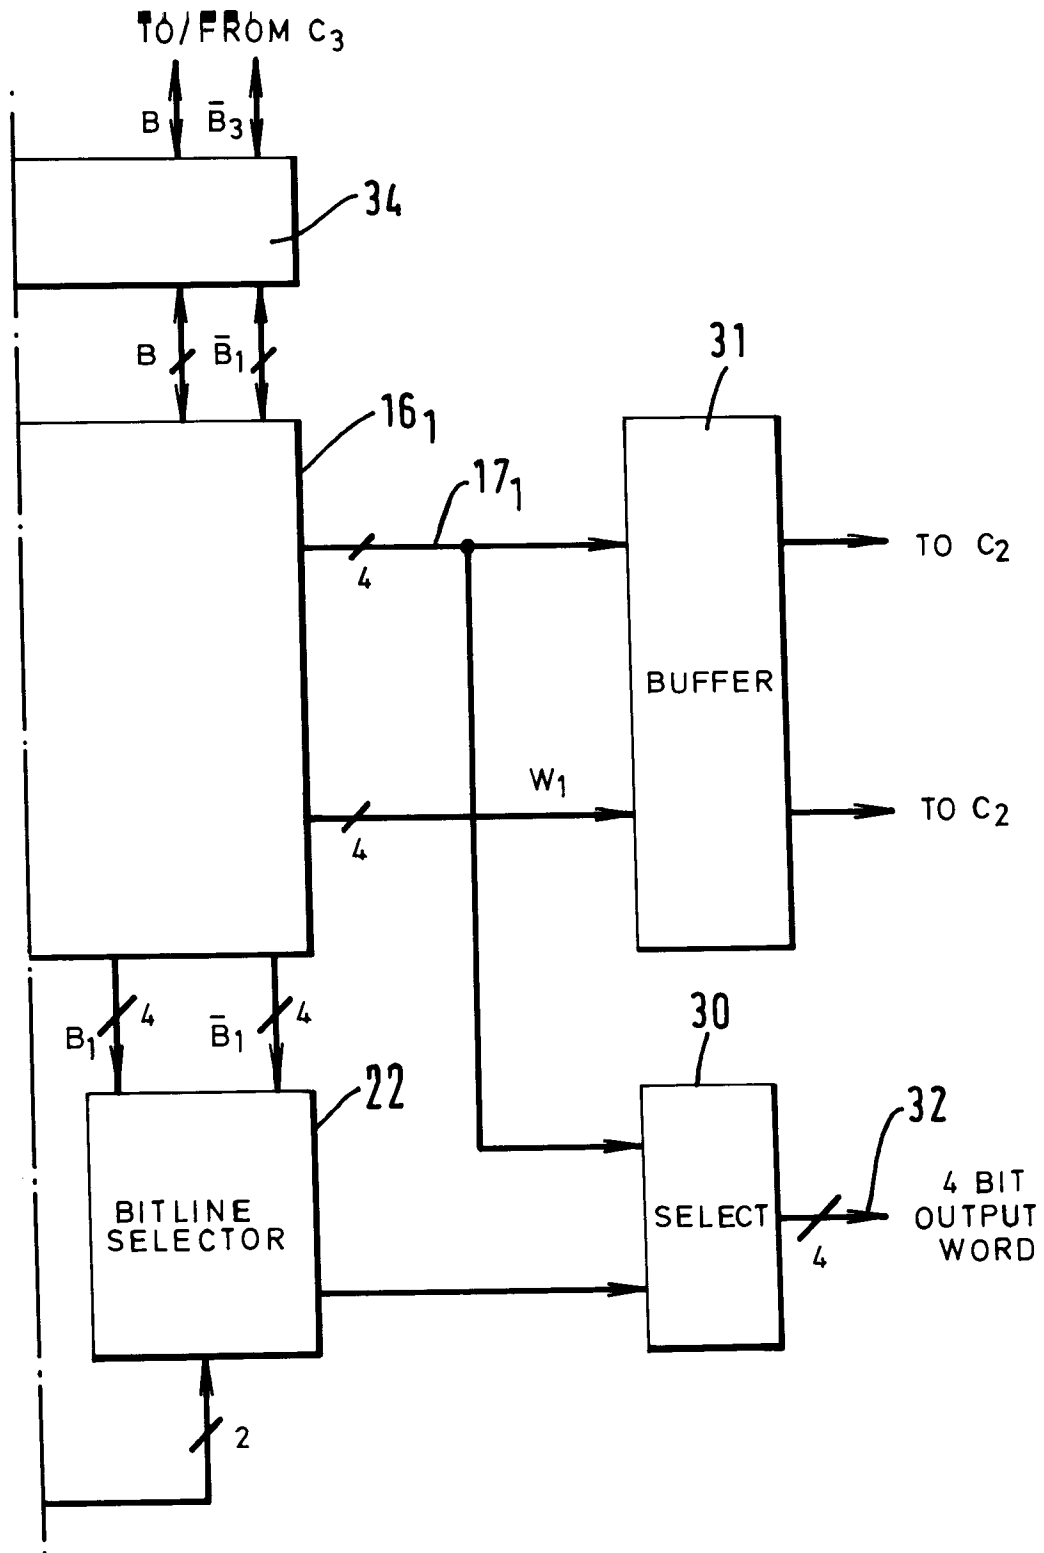 TO/FROM C3
B B̄3
34
B B̄1
31
16₁
17₁
4
TO C2
BUFFER
W1
4
TO C2
B1 4 B̄1 4
30
22
32
BITLINE
SELECTOR
SELECT
4
4 BIT
OUTPUT
WORD
2